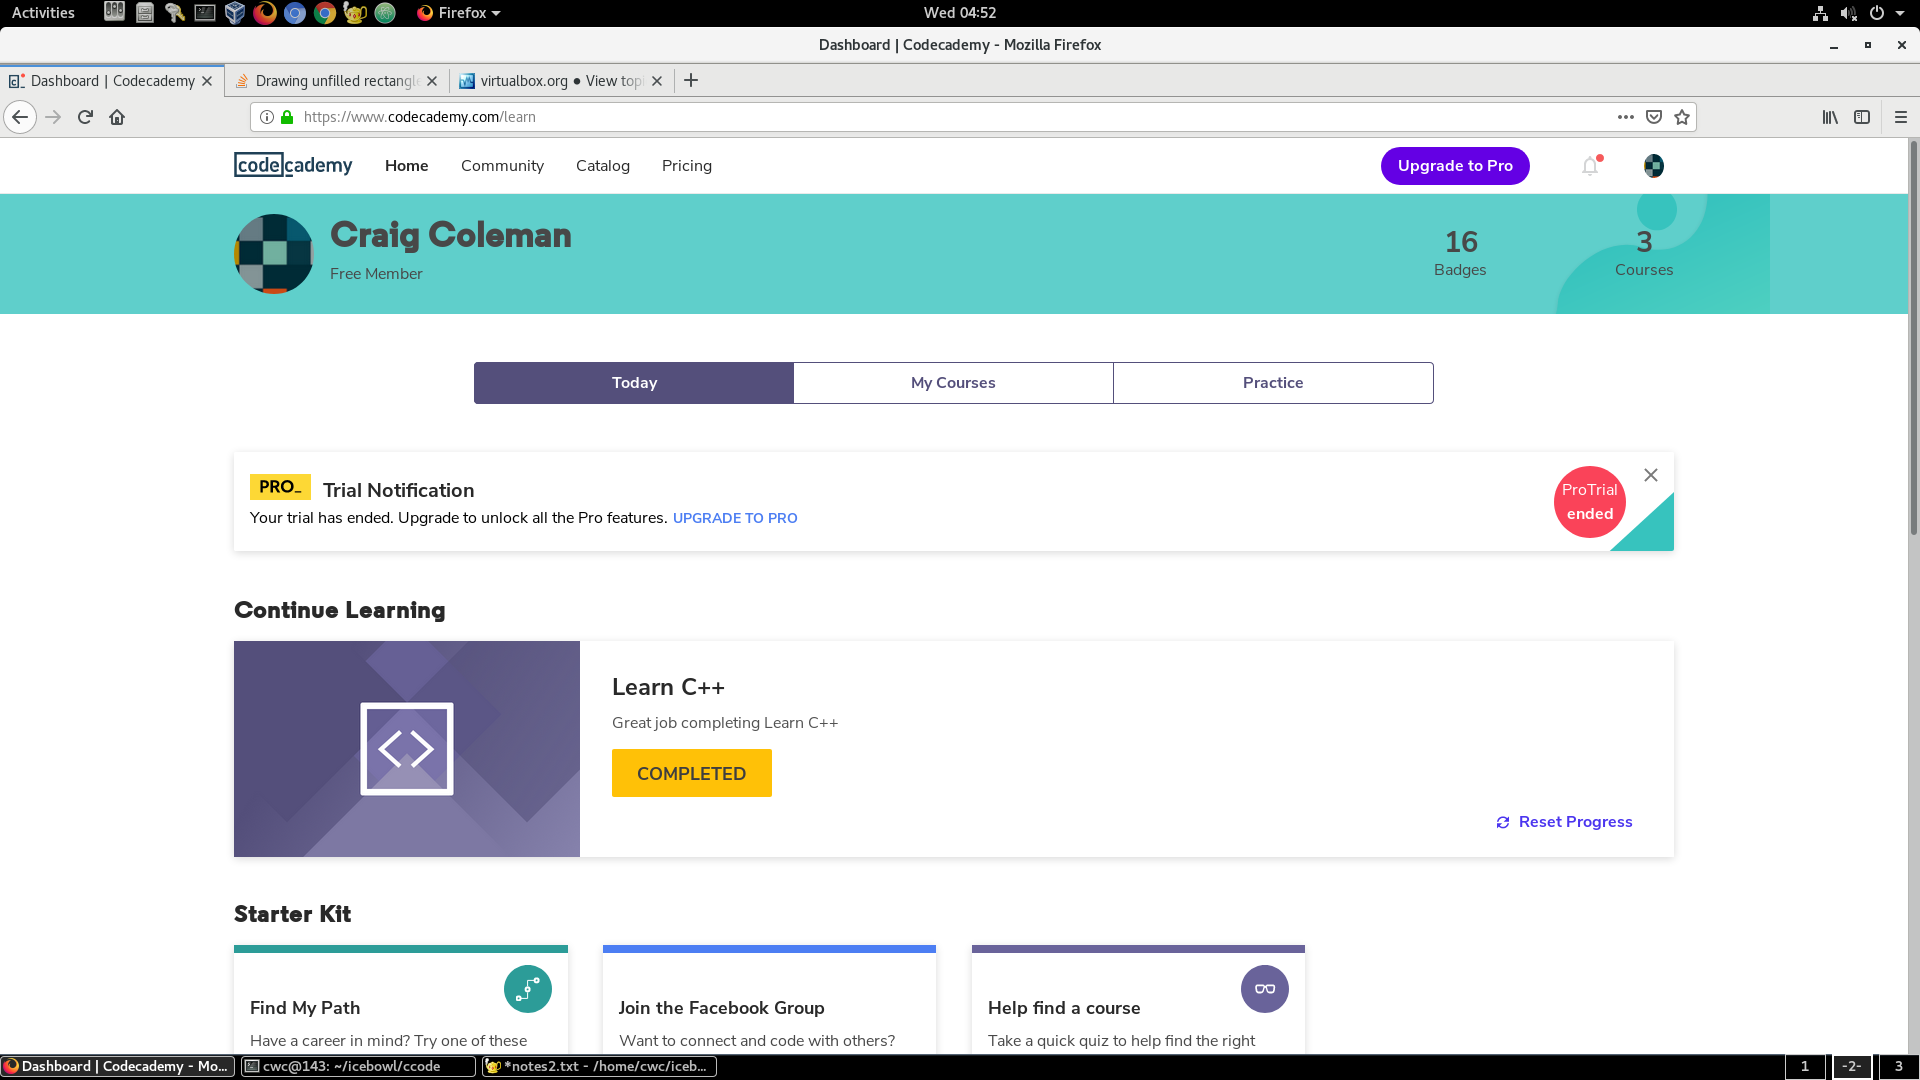 Activities
Firefox
Wed 04:52
Dashboard | Codecademy - Mozilla Firefox
Dashboard | Codecademy
Drawing unfilled rectangle
virtualbox.org • View top
https://www.codecademy.com/learn
codecademy
Home
Community
Catalog
Pricing
Upgrade to Pro
Craig Coleman
Free Member
16
Badges
3
Courses
Today
My Courses
Practice
PRO_
Trial Notification
Your trial has ended. Upgrade to unlock all the Pro features. UPGRADE TO PRO
ProTrial
ended
Continue Learning
Learn C++
Great job completing Learn C++
COMPLETED
Reset Progress
Starter Kit
Find My Path
Have a career in mind? Try one of these
Join the Facebook Group
Want to connect and code with others?
Help find a course
Take a quick quiz to help find the right
Dashboard | Codecademy - Mo...
cwc@143: ~/icebowl/ccode
*notes2.txt - /home/cwc/iceb...
1
-2-
3